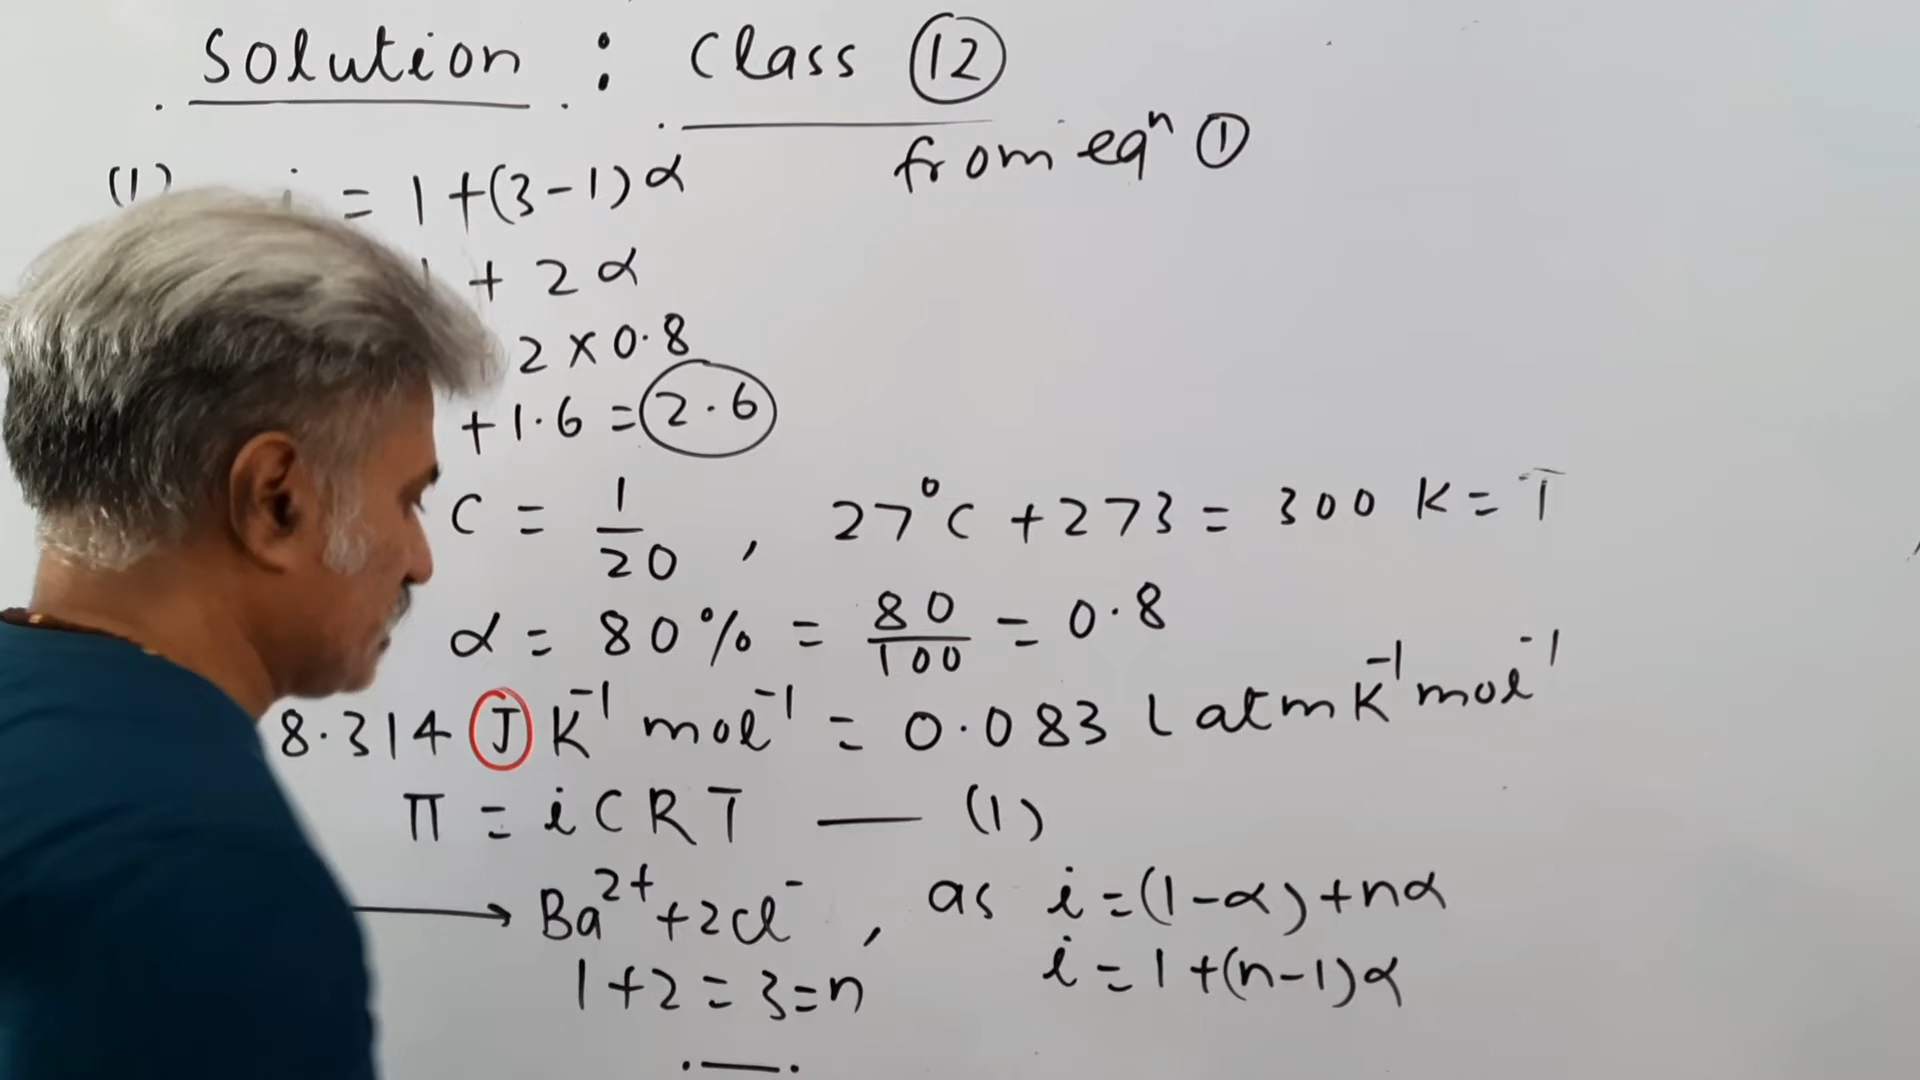 Solution : Class 12
(1) i = 1+(3-1)α from eqⁿ ①
+ 2α
2 × 0.8
+ 1.6 = 2.6
C = 1/20 , 27°C + 273 = 300 K = T
α = 80% = 80/100 = 0.8
8.314 J K⁻¹ mol⁻¹ = 0.083 L atm K⁻¹ mol⁻¹
π = iCRT — (1)
→ Ba²⁺ + 2Cl⁻ , as i = (1-α)+nα
1+2 = 3 = n i = 1+(n-1)α